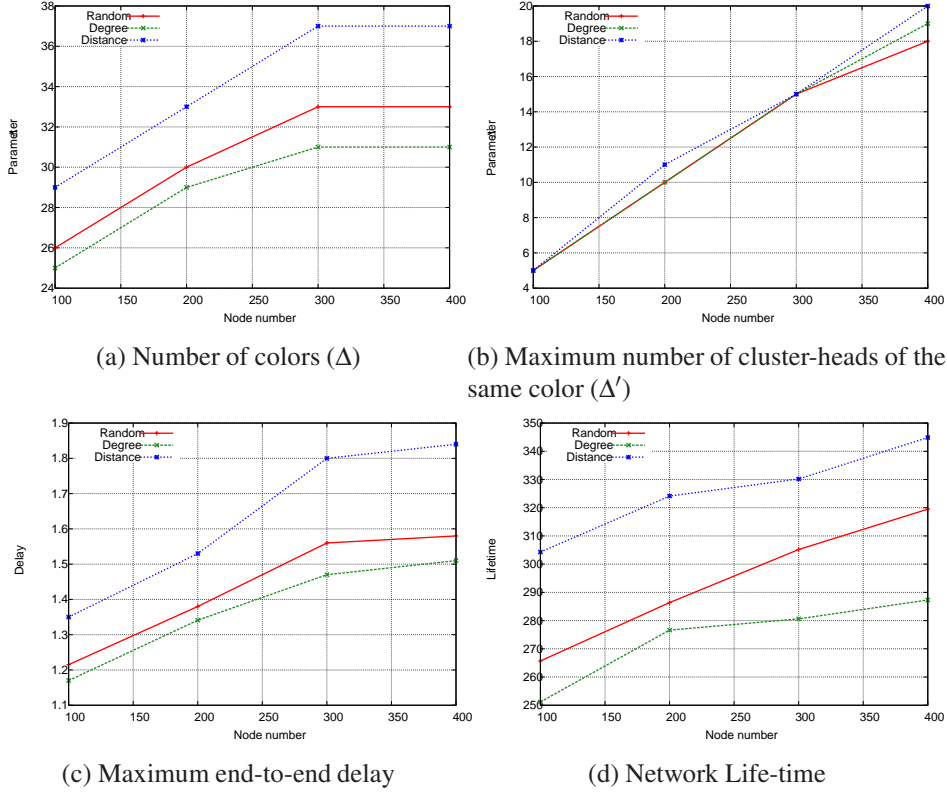 38
36
34
32
30
28
26
24
100 150 200 250 300 350 400
Parameter
Node number
Random
Degree
Distance
(a) Number of colors (Δ)
20
18
16
14
12
10
8
6
4
100 150 200 250 300 350 400
Parameter
Node number
Random
Degree
Distance
(b) Maximum number of cluster-heads of the
same color (Δ′)
1.9
1.8
1.7
1.6
1.5
1.4
1.3
1.2
1.1
100 150 200 250 300 350 400
Delay
Node number
Random
Degree
Distance
(c) Maximum end-to-end delay
350
340
330
320
310
300
290
280
270
260
250
100 150 200 250 300 350 400
Lifetime
Node number
Random
Degree
Distance
(d) Network Life-time